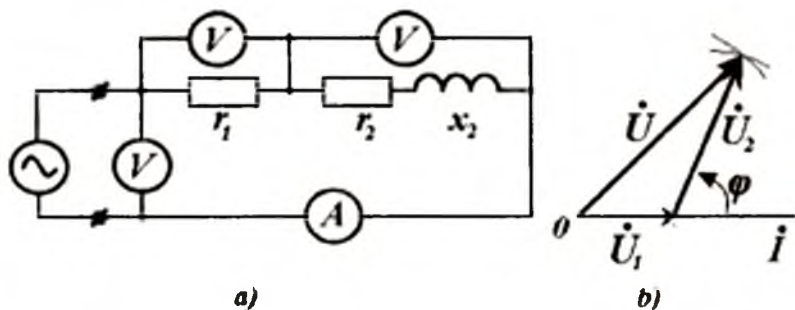 V V
r₁ r₂ x₂
V
A
a)
U̇ U̇₂
φ
0 U̇₁ İ
b)